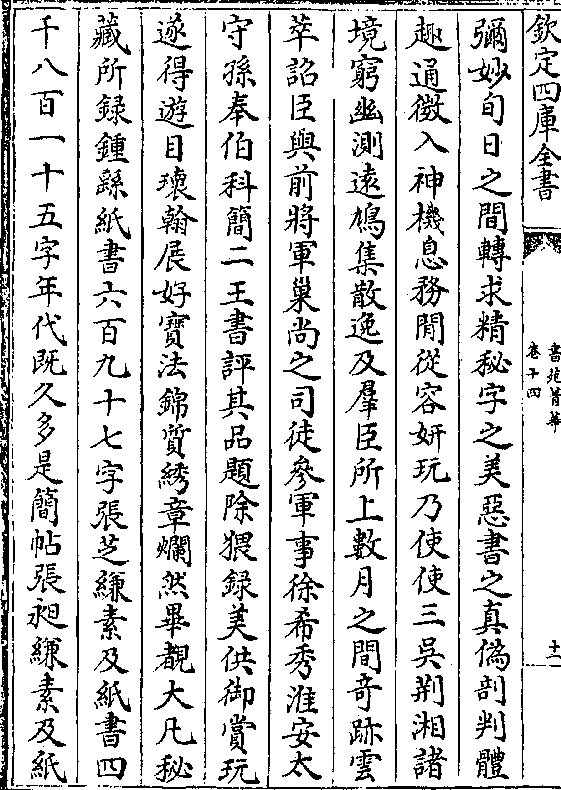 欽定四庫全書
書苑菁華
卷十四
十一
彌妙旬日之間轉求精秘字之美惡書之真偽剖判體
趣通微入神機息務閒從容妍玩乃使使三吳荆湘諸
境窮幽測遠鳩集散逸及羣臣所上數月之間奇跡雲
萃詔臣與前將軍巢尚之司徒參軍事徐希秀淮安太
守孫奉伯科簡二王書評其品題除猥録美供御賞玩
遂得遊目瓌翰展好寳法錦質綉章爛然畢覩大凡秘
藏所録鍾繇紙書六百九十七字張芝縑素及紙書四
千八百一十五字年代既久多是簡帖張昶縑素及紙